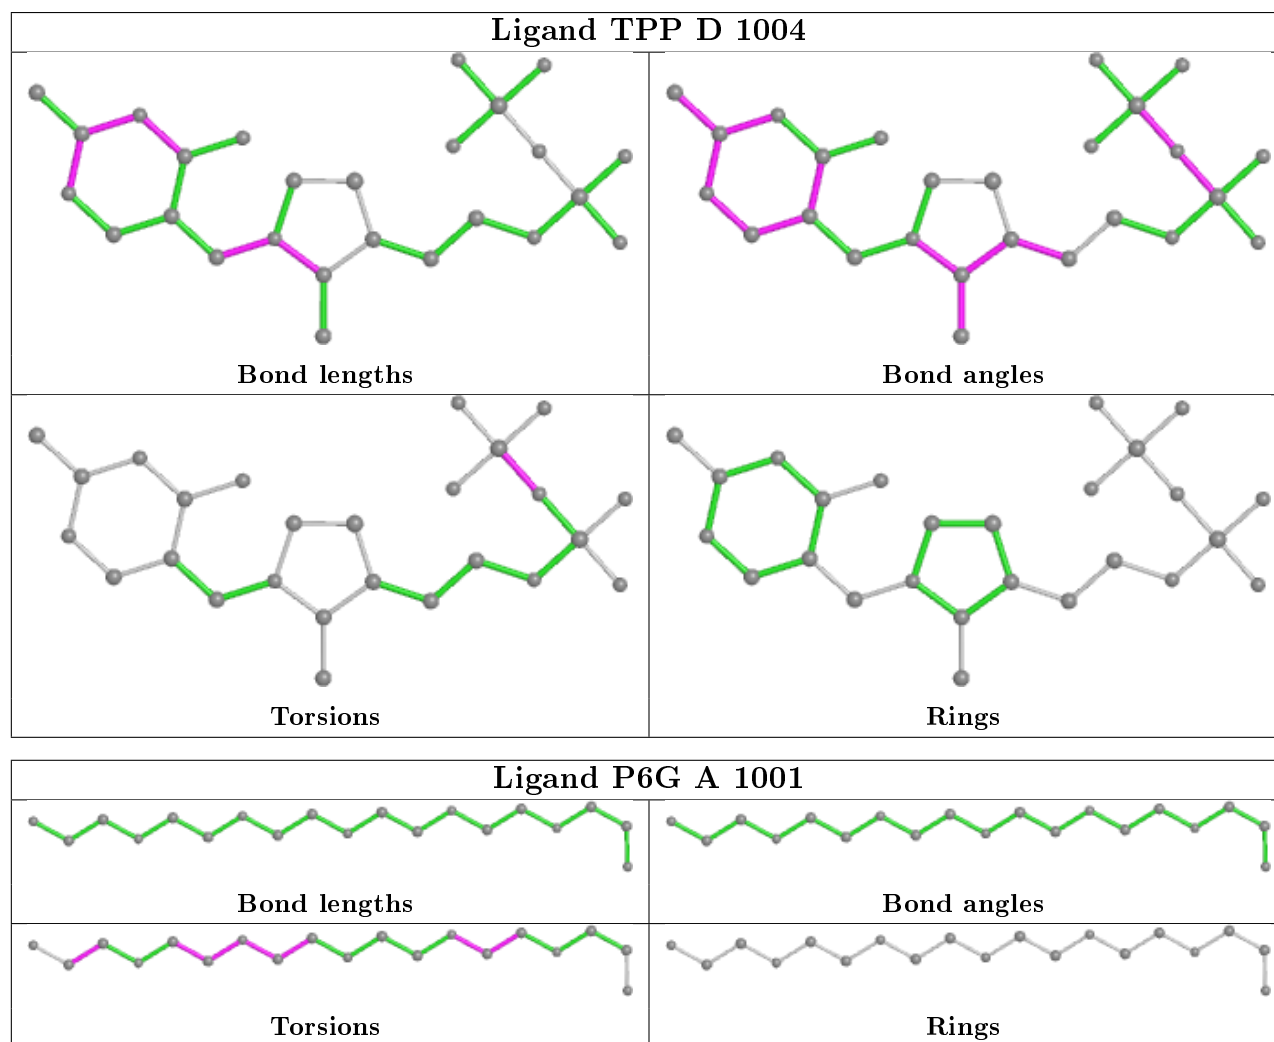 Ligand TPP D 1004
Bond lengths
Bond angles
Torsions
Rings
Ligand P6G A 1001
Bond lengths
Bond angles
Torsions
Rings